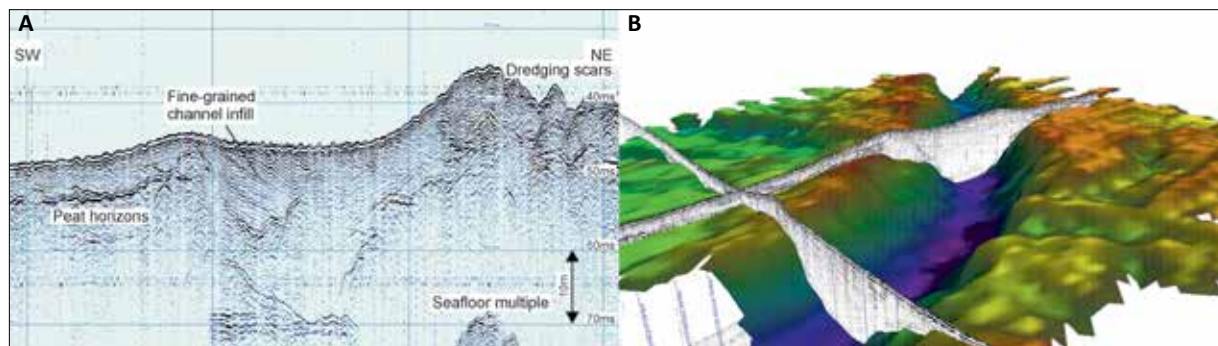 A
B
SW
NE
Dredging scars
40ms
Fine-grained
channel infill
50ms
Peat horizons
60ms
10m
Seafloor multiple
70ms